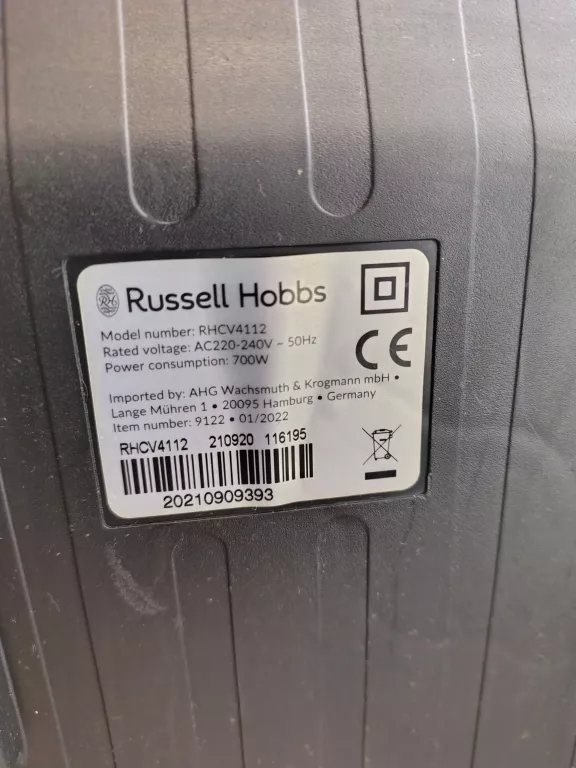 RH Russell Hobbs
Model number: RHCV4112
Rated voltage: AC220-240V ~ 50Hz
Power consumption: 700W
CE
Imported by: AHG Wachsmuth & Krogmann mbH •
Lange Mühren 1 • 20095 Hamburg • Germany
Item number: 9122 • 01/2022
RHCV4112 210920 116195
20210909393